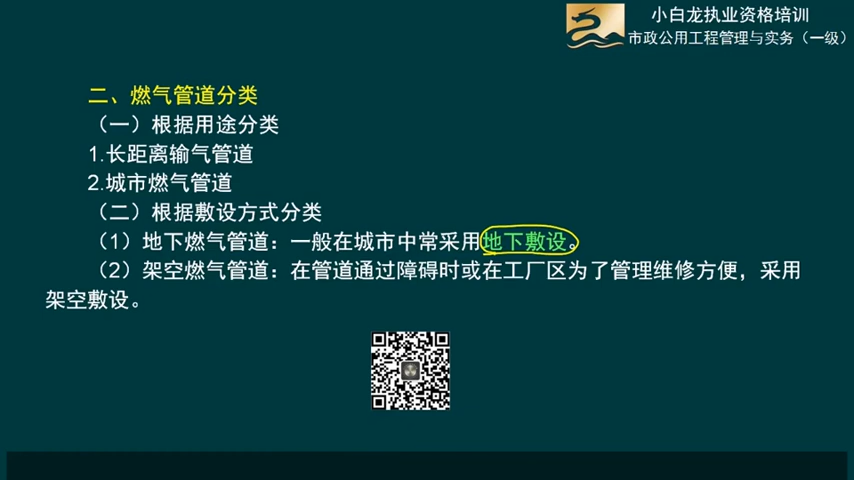 小白龙执业资格培训
市政公用工程管理与实务（一级）
二、燃气管道分类
（一）根据用途分类
1.长距离输气管道
2.城市燃气管道
（二）根据敷设方式分类
（1）地下燃气管道：一般在城市中常采用地下敷设。
（2）架空燃气管道：在管道通过障碍时或在工厂区为了管理维修方便，采用
架空敷设。